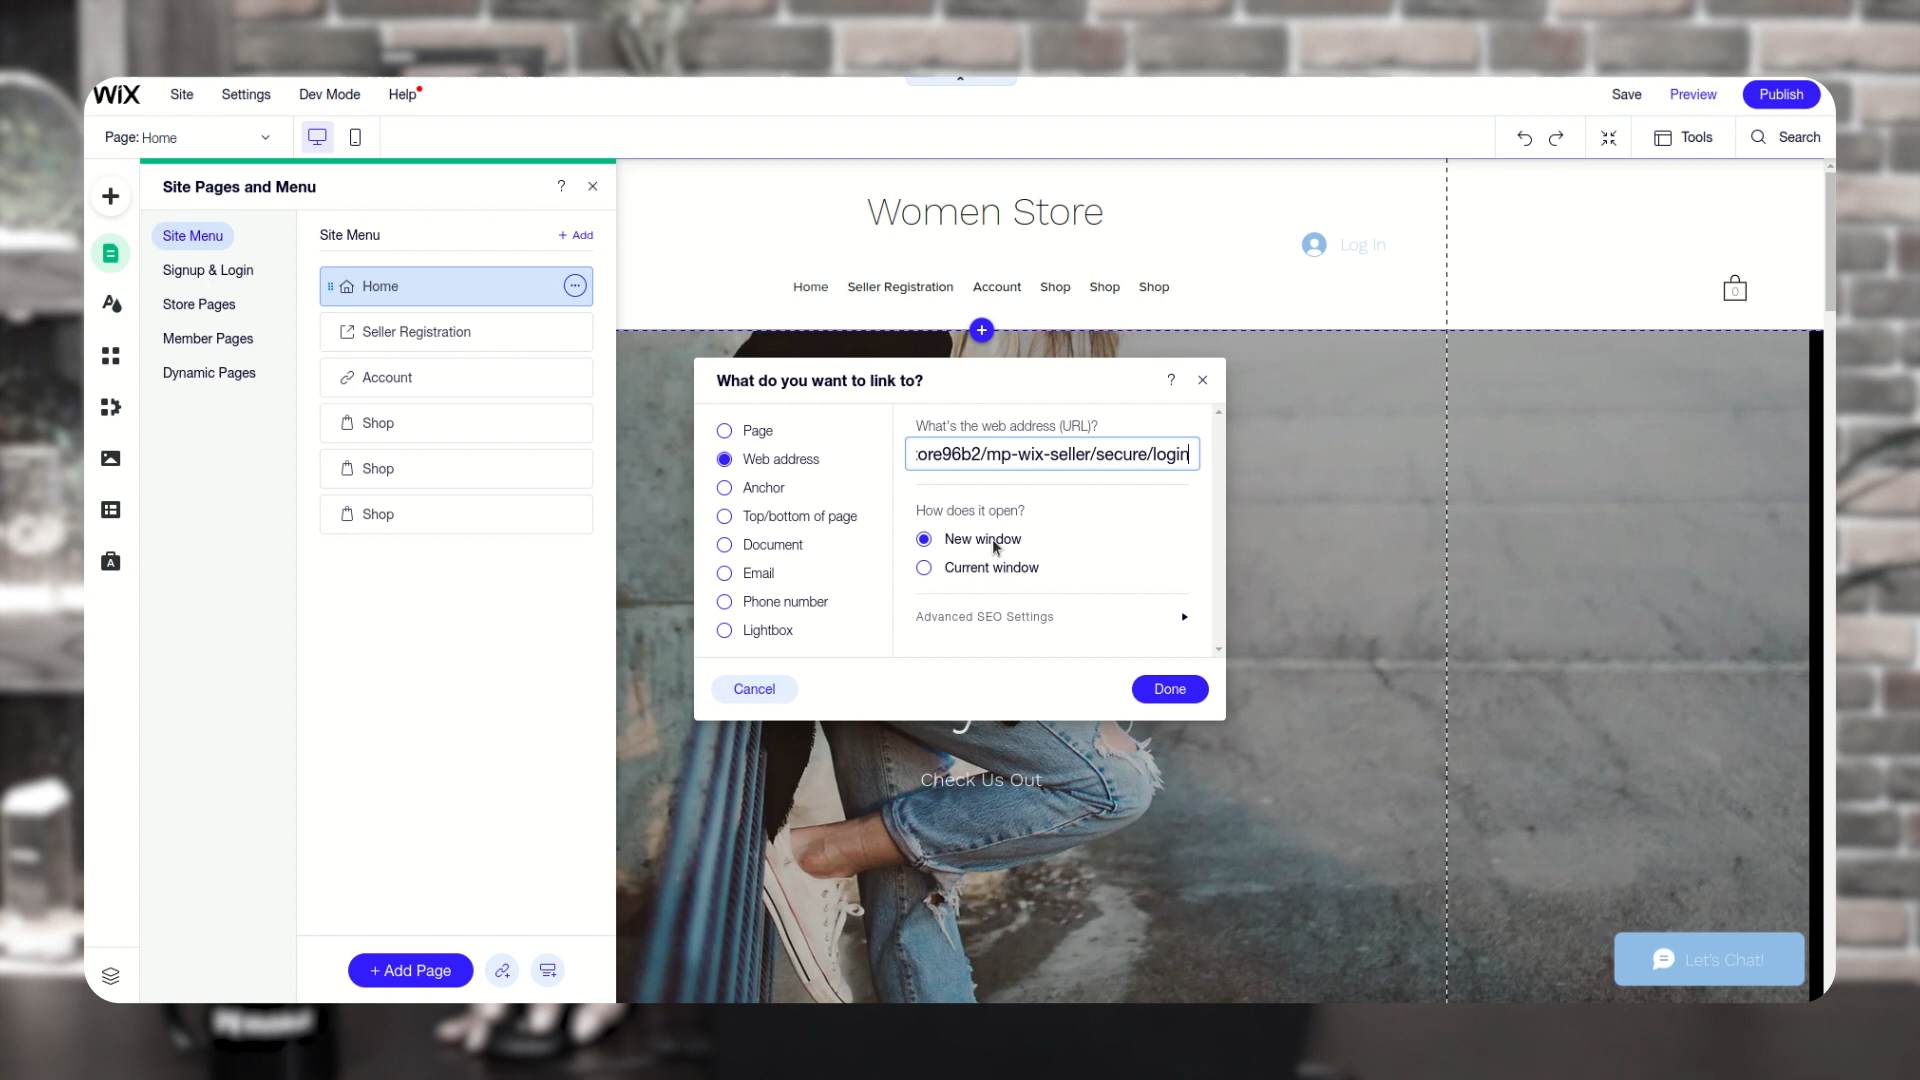 WiX Site Settings Dev Mode Help Save Preview Publish
Page: Home Tools Search
Site Pages and Menu ?
Site Menu
Signup & Login
Store Pages
Member Pages
Dynamic Pages
Site Menu + Add
Home
Seller Registration
Account
Shop
Shop
Shop
+ Add Page
Women Store
Log In
Home Seller Registration Account Shop Shop Shop
0
What do you want to link to? ?
Page
Web address
Anchor
Top/bottom of page
Document
Email
Phone number
Lightbox
What's the web address (URL)?
ore96b2/mp-wix-seller/secure/login
How does it open?
New window
Current window
Advanced SEO Settings
Cancel Done
Check Us Out
Let's Chat!